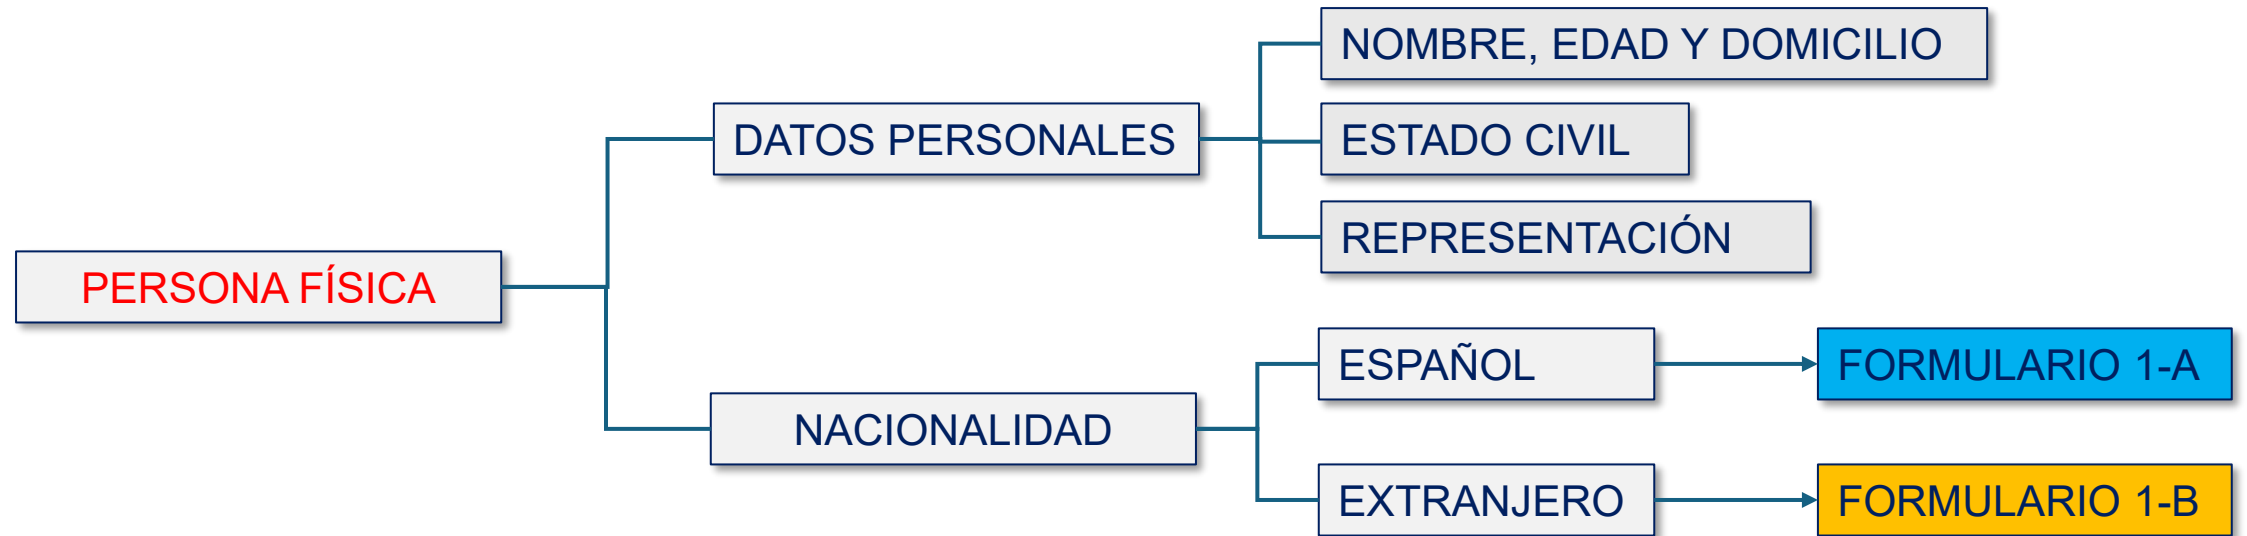 NOMBRE, EDAD Y DOMICILIO
DATOS PERSONALES
ESTADO CIVIL
REPRESENTACIÓN
PERSONA FÍSICA
ESPAÑOL
FORMULARIO 1-A
NACIONALIDAD
EXTRANJERO
FORMULARIO 1-B